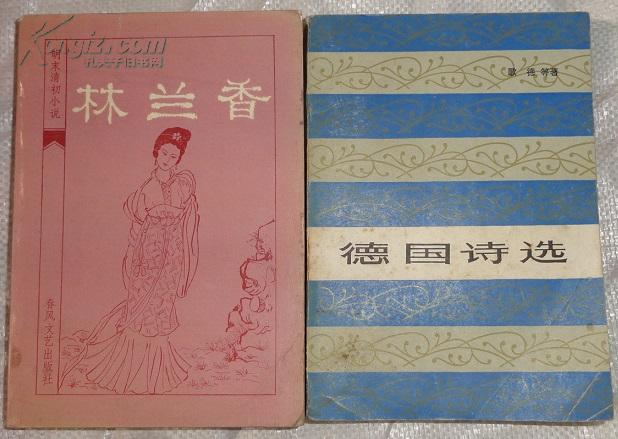 Kongfz.com
孔夫子旧书网
明末清初小说
林兰香
春风文艺出版社
歌德等著
德国诗选